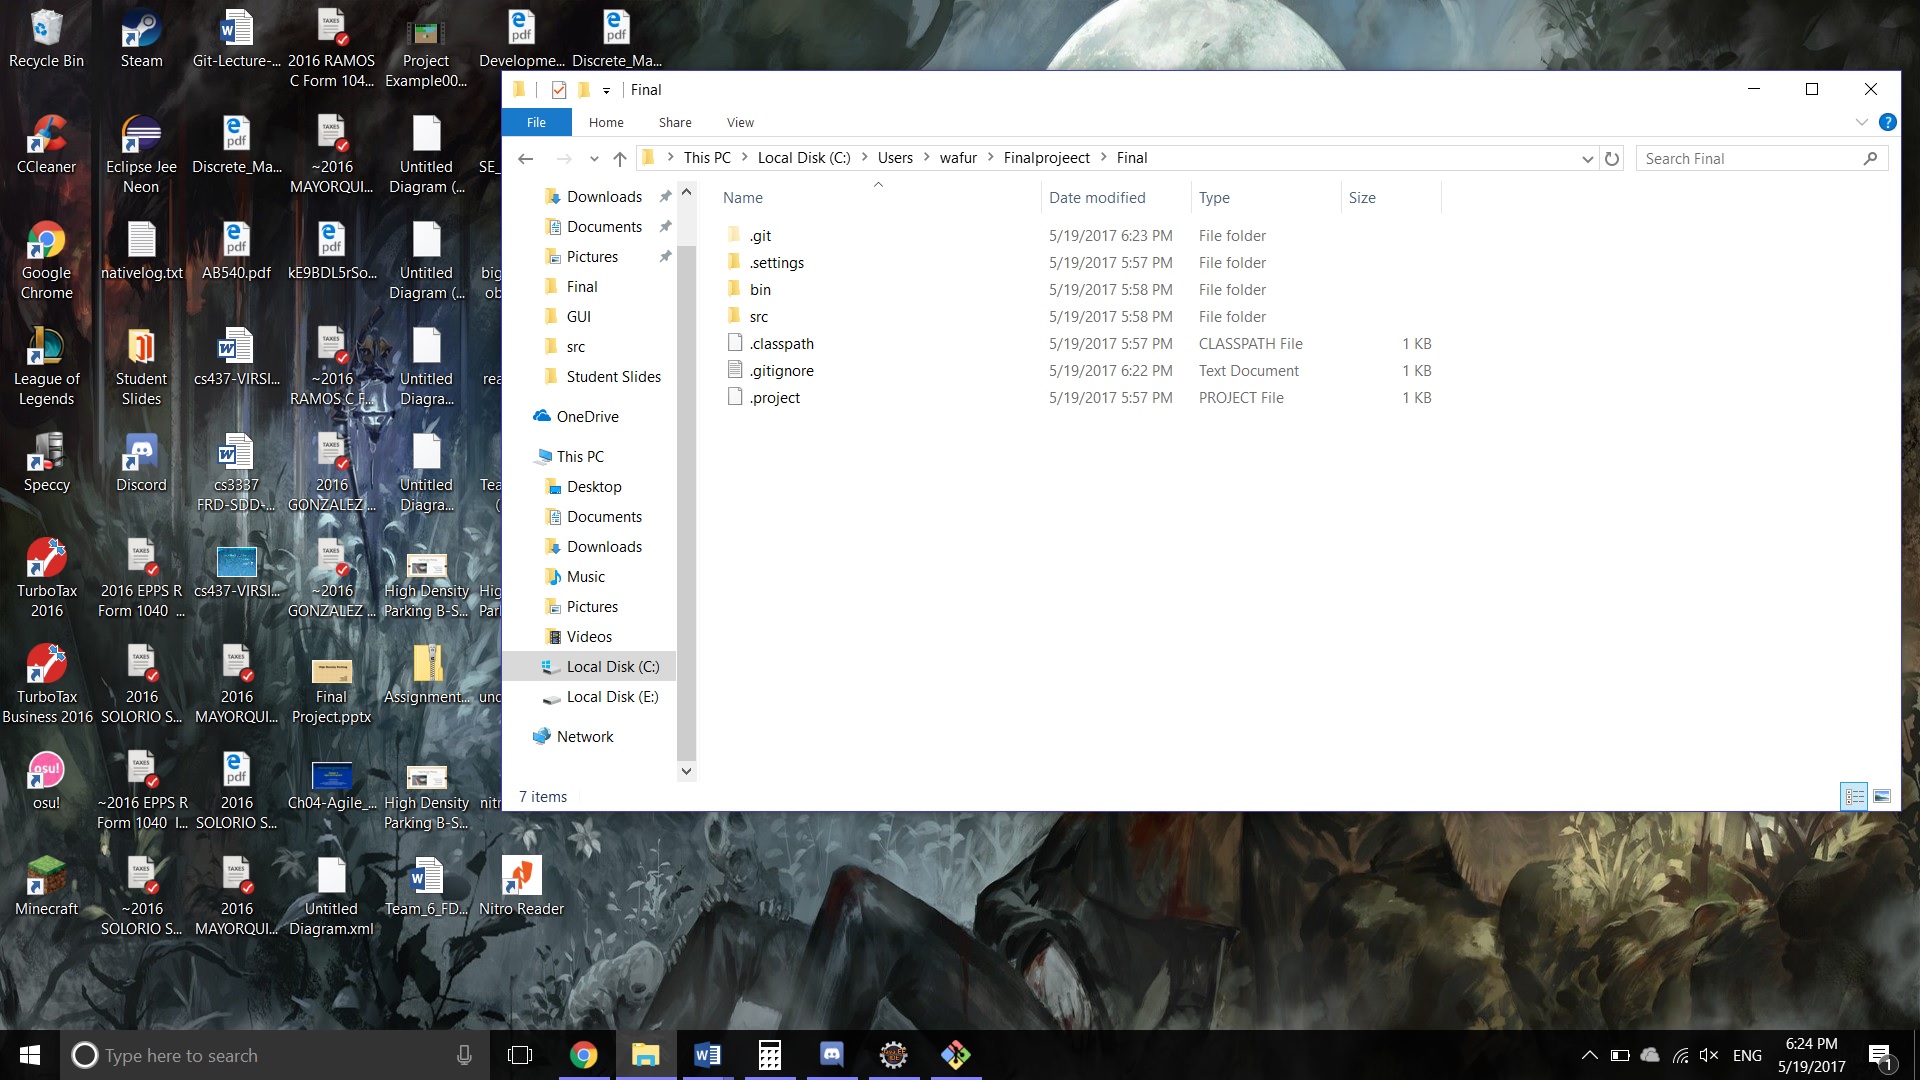 Recycle Bin
Steam
Git-Lecture-...
2016 RAMOS
C Form 104...
Project
Example00...
Developme...
Discrete_Ma...
CCleaner
Eclipse Jee
Neon
Discrete_Ma...
~2016
MAYORQUI...
Untitled
Diagram (...
SE_
Google
Chrome
nativelog.txt
AB540.pdf
kE9BDL5rSo...
Untitled
Diagram (...
big
ob
League of
Legends
Student
Slides
cs437-VIRSI...
~2016
RAMOS C F...
Untitled
Diagra...
rea
Speccy
Discord
cs3337
FRD-SDD-...
2016
GONZALEZ ...
Untitled
Diagra...
Tea
(
TurboTax
2016
2016 EPPS R
Form 1040 ...
cs437-VIRSI...
~2016
GONZALEZ ...
High Density
Parking B-S...
Hig
Parl
TurboTax
Business 2016
2016
SOLORIO S...
2016
MAYORQUI...
Final
Project.pptx
Assignment...
unc
osu!
~2016 EPPS R
Form 1040 I...
2016
SOLORIO S...
Ch04-Agile_...
High Density
Parking B-S...
nitr
Minecraft
~2016
SOLORIO S...
2016
MAYORQUI...
Untitled
Diagram.xml
Team_6_FD...
Nitro Reader
Final
File Home Share View
This PC Local Disk (C:) Users wafur Finalprojeect Final
Search Final
Downloads
Documents
Pictures
Final
GUI
src
Student Slides
OneDrive
This PC
Desktop
Documents
Downloads
Music
Pictures
Videos
Local Disk (C:)
Local Disk (E:)
Network
Name Date modified Type Size
.git 5/19/2017 6:23 PM File folder
.settings 5/19/2017 5:57 PM File folder
bin 5/19/2017 5:58 PM File folder
src 5/19/2017 5:58 PM File folder
.classpath 5/19/2017 5:57 PM CLASSPATH File 1 KB
.gitignore 5/19/2017 6:22 PM Text Document 1 KB
.project 5/19/2017 5:57 PM PROJECT File 1 KB
7 items
Type here to search
ENG
6:24 PM
5/19/2017
1